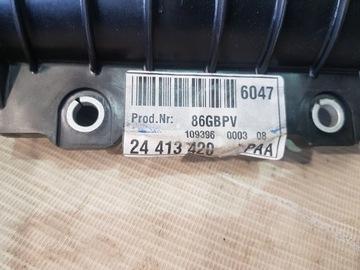 6047
Prod.Nr: 86GBPV
109396 0003 08
24 413 420 PAA